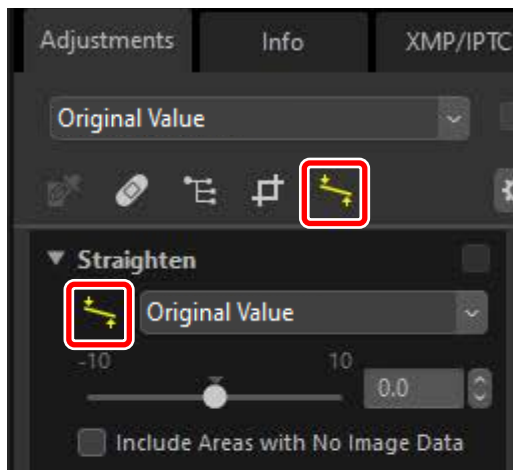 Adjustments Info XMP/IPTC
Original Value
Straighten
Original Value
-10 10
0.0
Include Areas with No Image Data